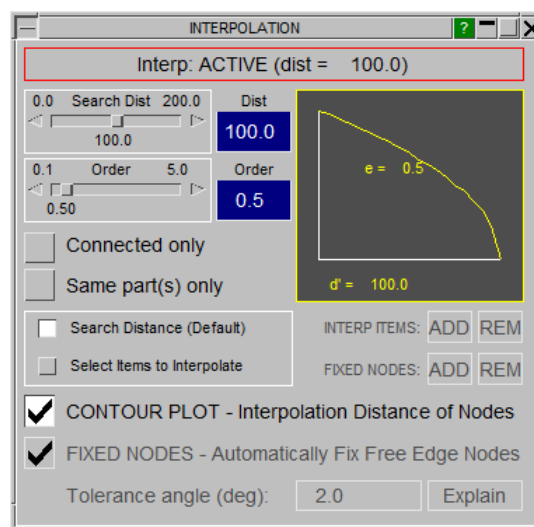 INTERPOLATION ?
Interp: ACTIVE (dist = 100.0)
0.0 Search Dist 200.0
100.0
Dist
100.0
0.1 Order 5.0
0.50
Order
0.5
e = 0.5
d' = 100.0
Connected only
Same part(s) only
Search Distance (Default)
Select Items to Interpolate
INTERP ITEMS: ADD REM
FIXED NODES: ADD REM
CONTOUR PLOT - Interpolation Distance of Nodes
FIXED NODES - Automatically Fix Free Edge Nodes
Tolerance angle (deg): 2.0 Explain